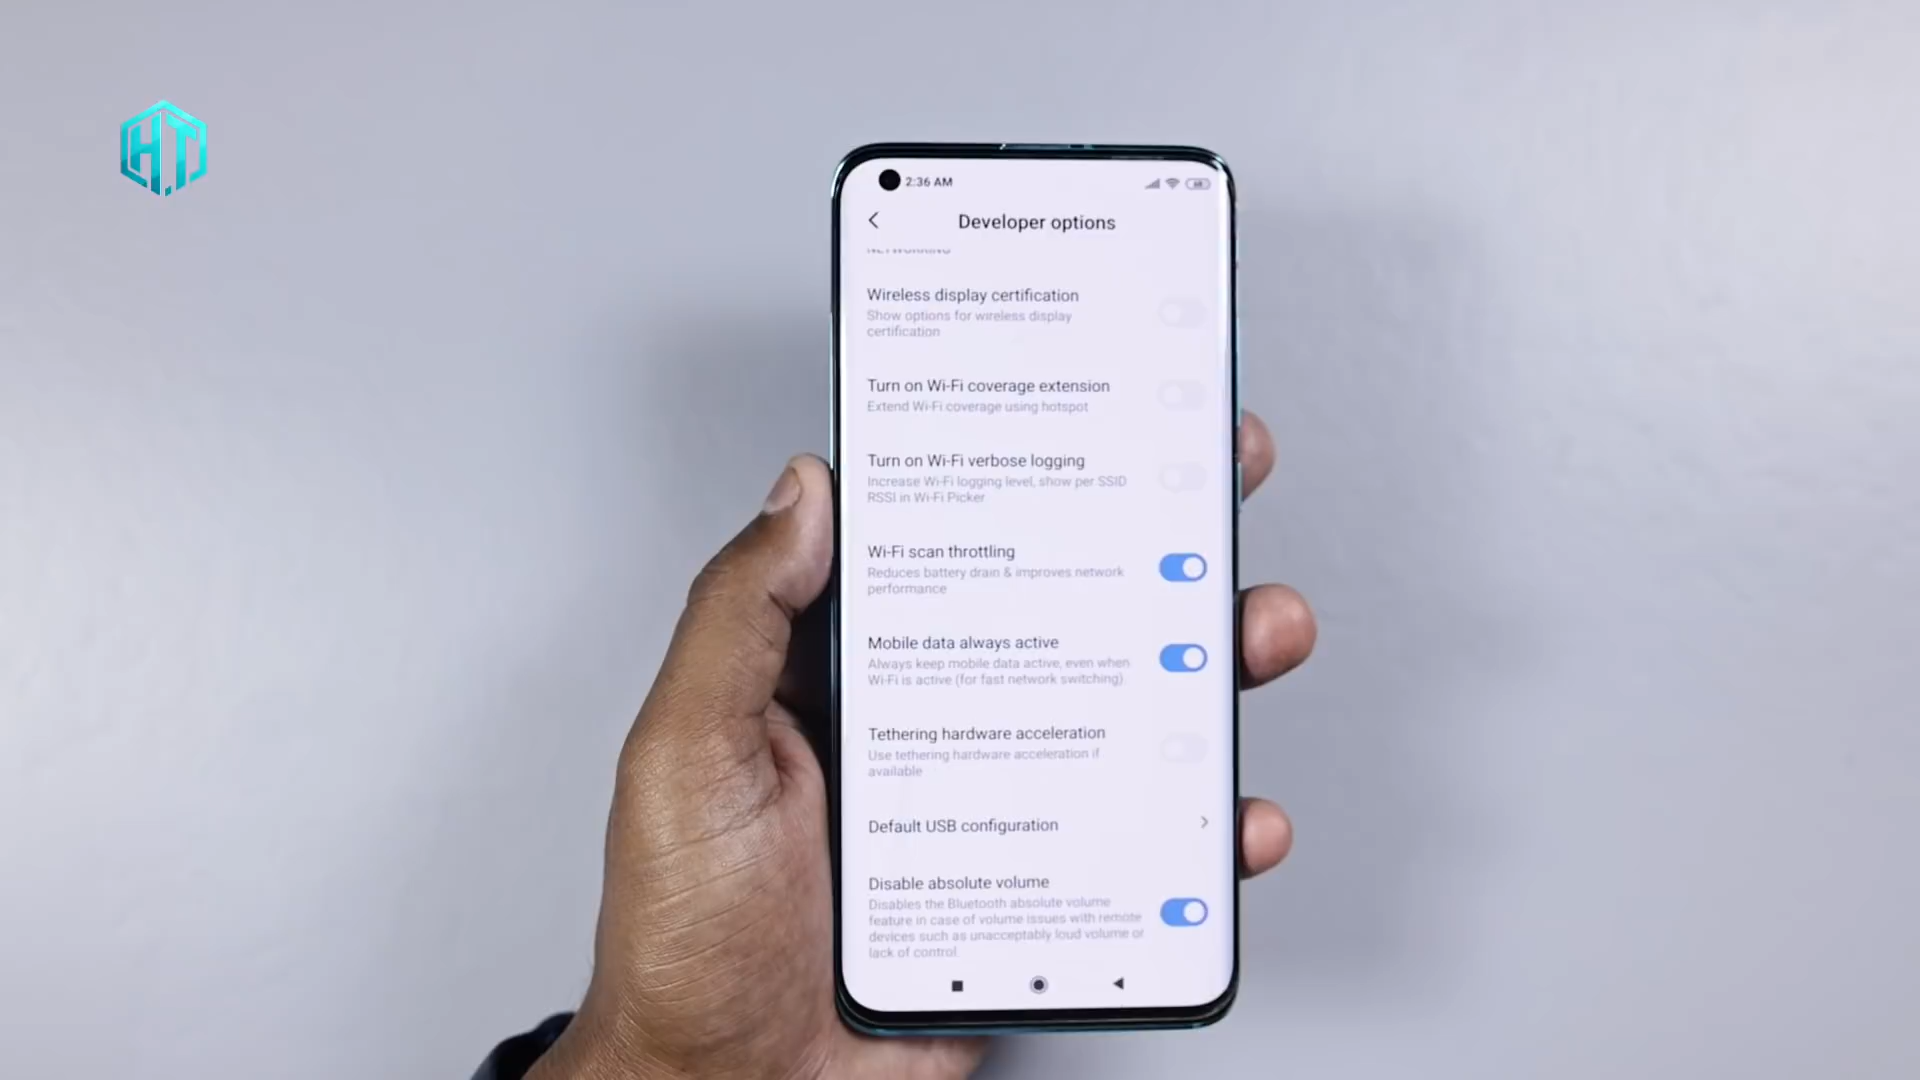 H.T
2:36 AM
68
Developer options
NETWORKING
Wireless display certification
Show options for wireless display
certification
Turn on Wi-Fi coverage extension
Extend Wi-Fi coverage using hotspot
Turn on Wi-Fi verbose logging
Increase Wi-Fi logging level, show per SSID
RSSI in Wi-Fi Picker
Wi-Fi scan throttling
Reduces battery drain & improves network
performance
Mobile data always active
Always keep mobile data active, even when
Wi-Fi is active (for fast network switching).
Tethering hardware acceleration
Use tethering hardware acceleration if
available
Default USB configuration
Disable absolute volume
Disables the Bluetooth absolute volume
feature in case of volume issues with remote
devices such as unacceptably loud volume or
lack of control.